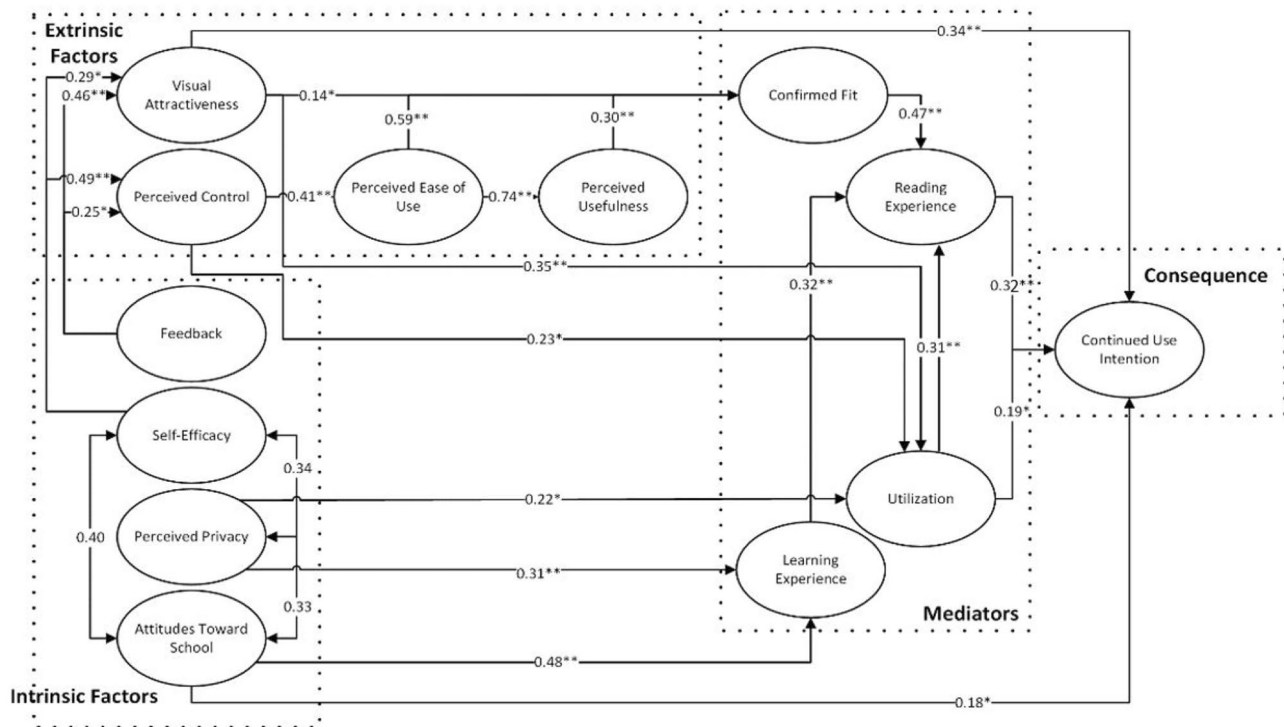 Extrinsic
Factors
0.34**
0.29*
Visual
Attractiveness
0.46**
0.14*
Confirmed Fit
0.59**
0.30**
0.47**
0.49**
Perceived Control
0.41**
Perceived Ease of
Use
0.74**
Perceived
Usefulness
Reading
Experience
0.25*
0.35**
Consequence
0.32**
0.32**
Feedback
0.23*
0.31**
Continued Use
Intention
0.19*
Self-Efficacy
0.34
0.22*
Utilization
Perceived Privacy
0.40
0.31**
Learning
Experience
0.33
Mediators
Attitudes Toward
School
0.48**
Intrinsic Factors
0.18*